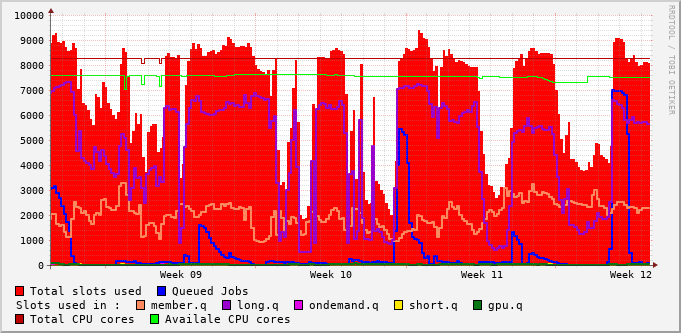 RRDTOOL / TOBI OETIKER
10000
9000
8000
7000
6000
5000
4000
3000
2000
1000
0
Week 09 Week 10 Week 11 Week 12
Total slots used Queued Jobs
Slots used in : member.q long.q ondemand.q short.q gpu.q
Total CPU cores Availale CPU cores